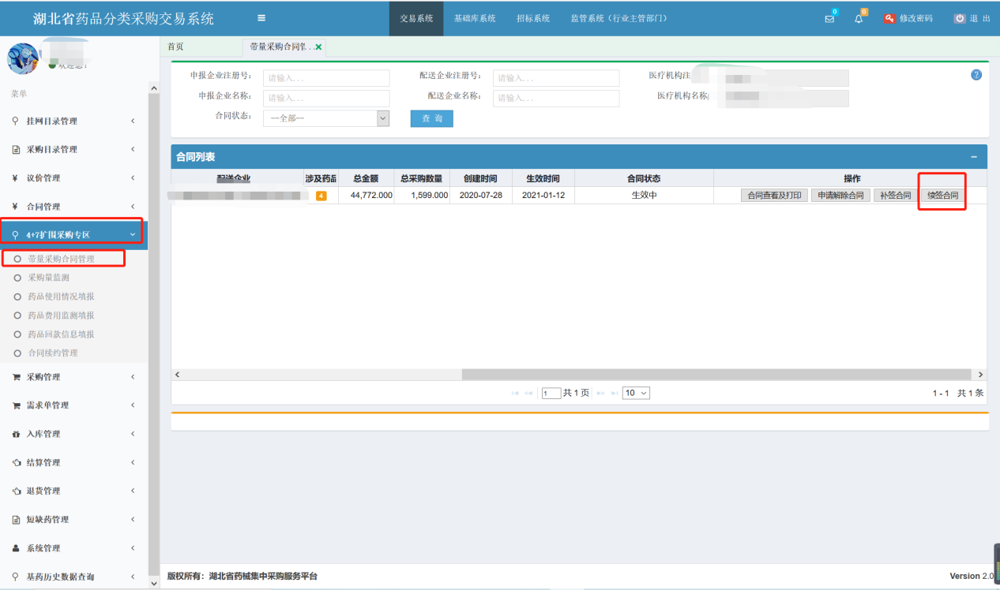 湖北省药品分类采购交易系统
交易系统 基础库系统 招标系统 监管系统（行业主管部门） 0 0 修改密码 退 出
首页 带量采购合同管...
菜单
挂网目录管理
采购目录管理
议价管理
合同管理
4+7扩围采购专区
带量采购合同管理
采购量监测
药品使用情况填报
药品费用监测填报
药品回款信息填报
合同续约管理
采购管理
需求单管理
入库管理
结算管理
退货管理
短缺药管理
系统管理
基药历史数据查询
申报企业注册号： 请输入... 配送企业注册号： 请输入... 医疗机构注
申报企业名称： 请输入... 配送企业名称： 请输入... 医疗机构名称
合同状态： --全部-- 查 询
合同列表
配送企业 涉及药品 总金额 总采购数量 创建时间 生效时间 合同状态 操作
4 44,772.000 1,599.000 2020-07-28 2021-01-12 生效中 合同查看及打印 申请解除合同 补签合同 续签合同
1 共 1 页 10 1 - 1 共 1 条
版权所有：湖北省药械集中采购服务平台 Version 2.0